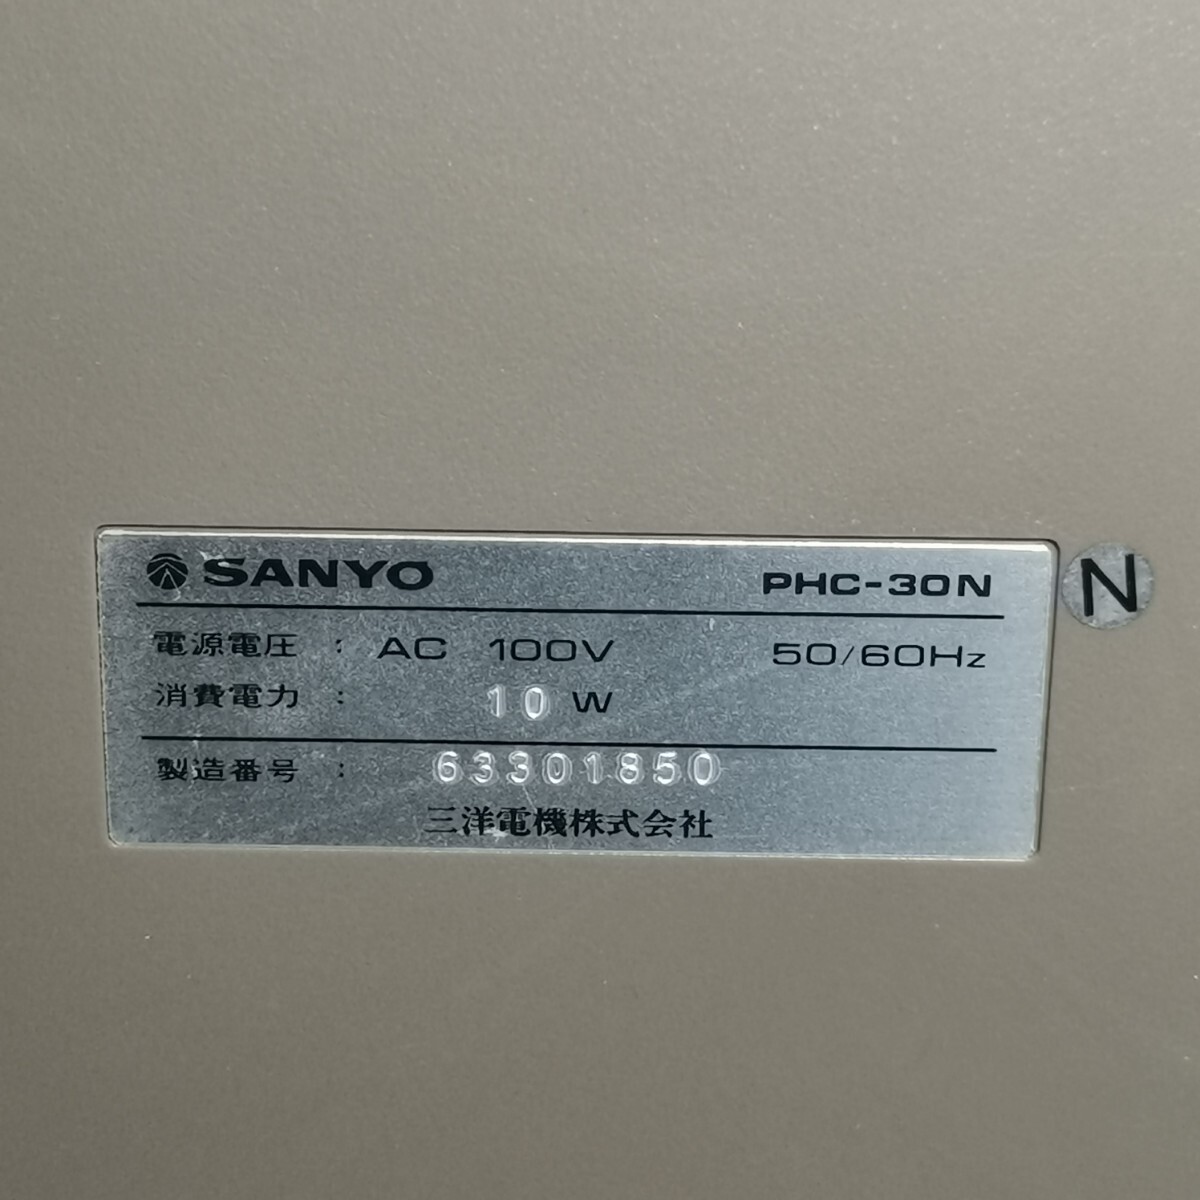 SANYO PHC-30N
N
電源電圧 : AC 100V 50/60Hz
消費電力 : 10 W
製造番号 : 63301850
三洋電機株式会社